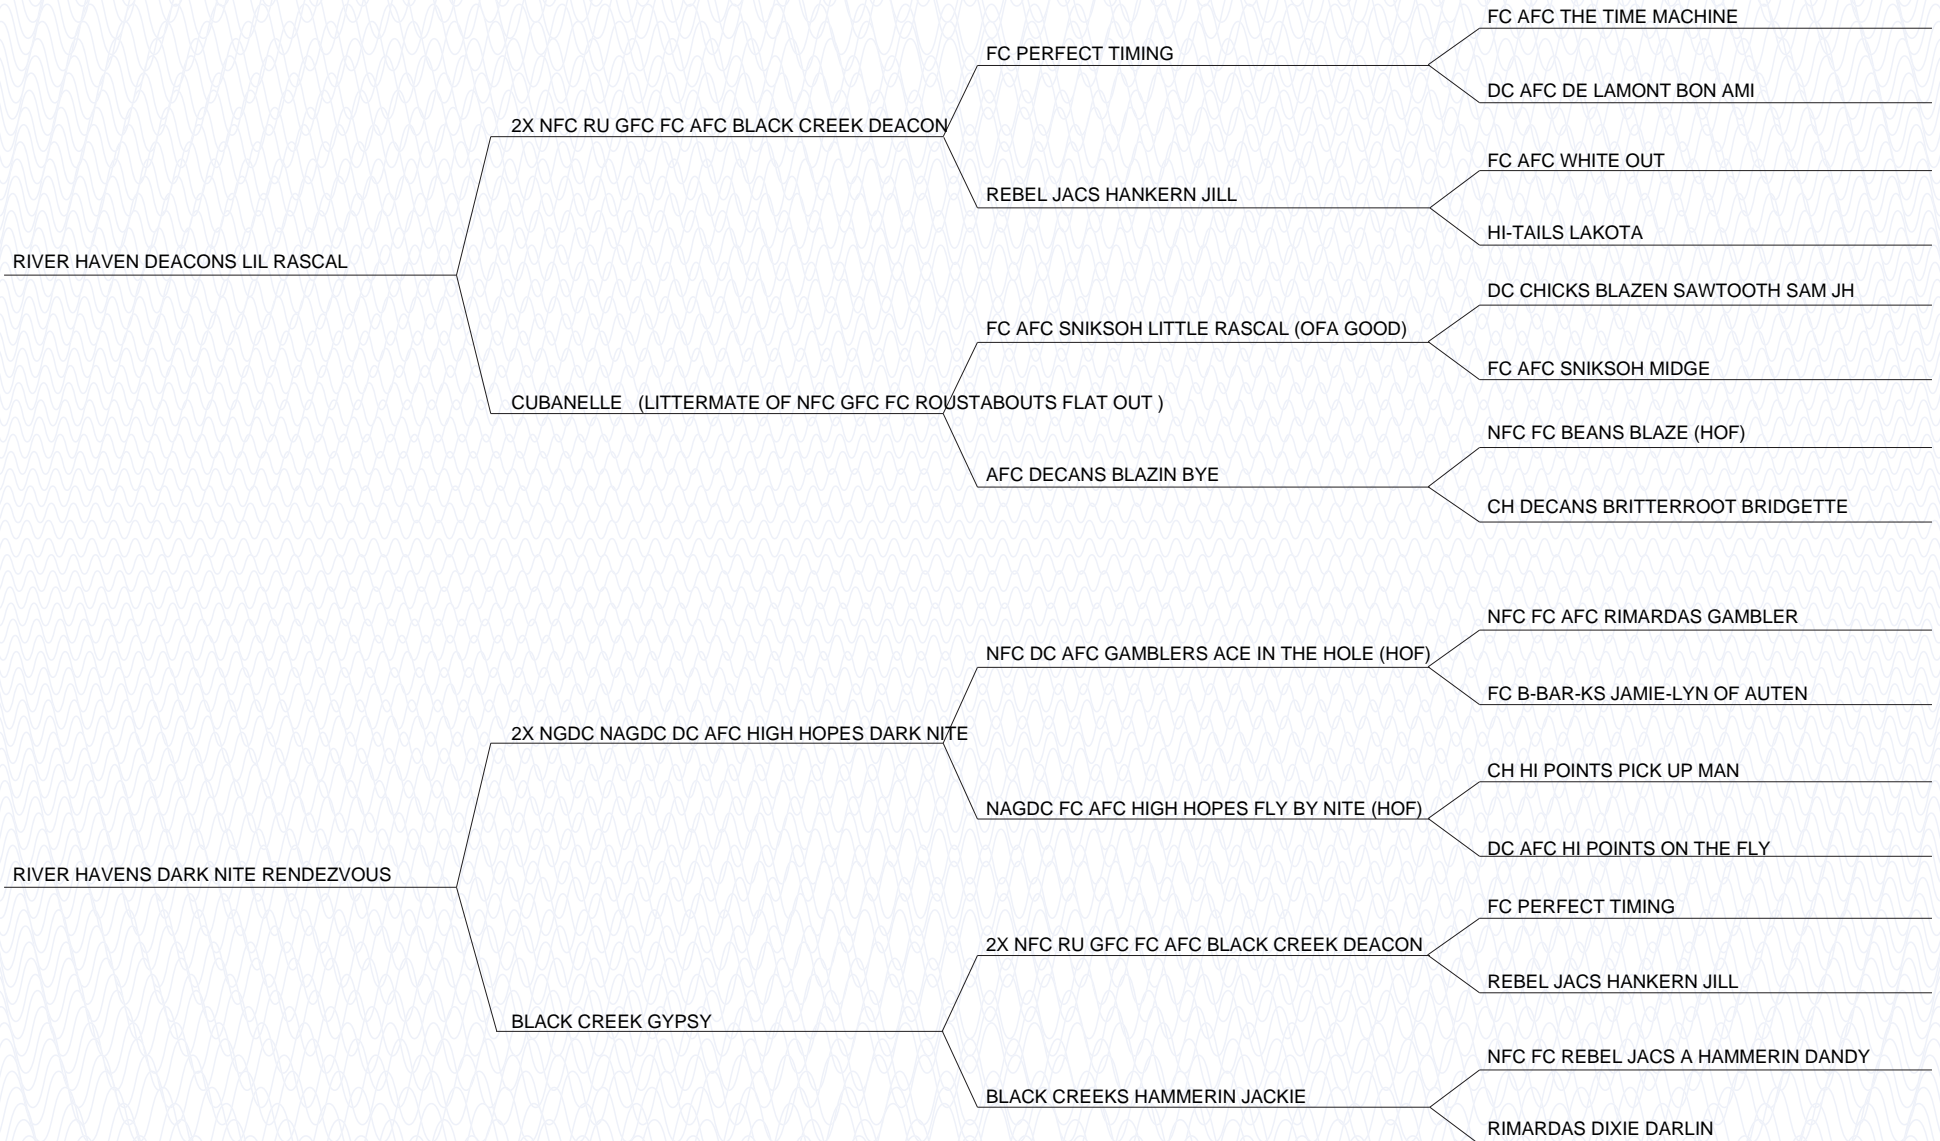 FC AFC THE TIME MACHINE
FC PERFECT TIMING
DC AFC DE LAMONT BON AMI
2X NFC RU GFC FC AFC BLACK CREEK DEACON
FC AFC WHITE OUT
REBEL JACS HANKERN JILL
HI-TAILS LAKOTA
RIVER HAVEN DEACONS LIL RASCAL
DC CHICKS BLAZEN SAWTOOTH SAM JH
FC AFC SNIKSOH LITTLE RASCAL (OFA GOOD)
FC AFC SNIKSOH MIDGE
CUBANELLE (LITTERMATE OF NFC GFC FC ROUSTABOUTS FLAT OUT )
NFC FC BEANS BLAZE (HOF)
AFC DECANS BLAZIN BYE
CH DECANS BRITTERROOT BRIDGETTE
NFC FC AFC RIMARDAS GAMBLER
NFC DC AFC GAMBLERS ACE IN THE HOLE (HOF)
FC B-BAR-KS JAMIE-LYN OF AUTEN
2X NGDC NAGDC DC AFC HIGH HOPES DARK NITE
CH HI POINTS PICK UP MAN
NAGDC FC AFC HIGH HOPES FLY BY NITE (HOF)
DC AFC HI POINTS ON THE FLY
RIVER HAVENS DARK NITE RENDEZVOUS
FC PERFECT TIMING
2X NFC RU GFC FC AFC BLACK CREEK DEACON
REBEL JACS HANKERN JILL
BLACK CREEK GYPSY
NFC FC REBEL JACS A HAMMERIN DANDY
BLACK CREEKS HAMMERIN JACKIE
RIMARDAS DIXIE DARLIN